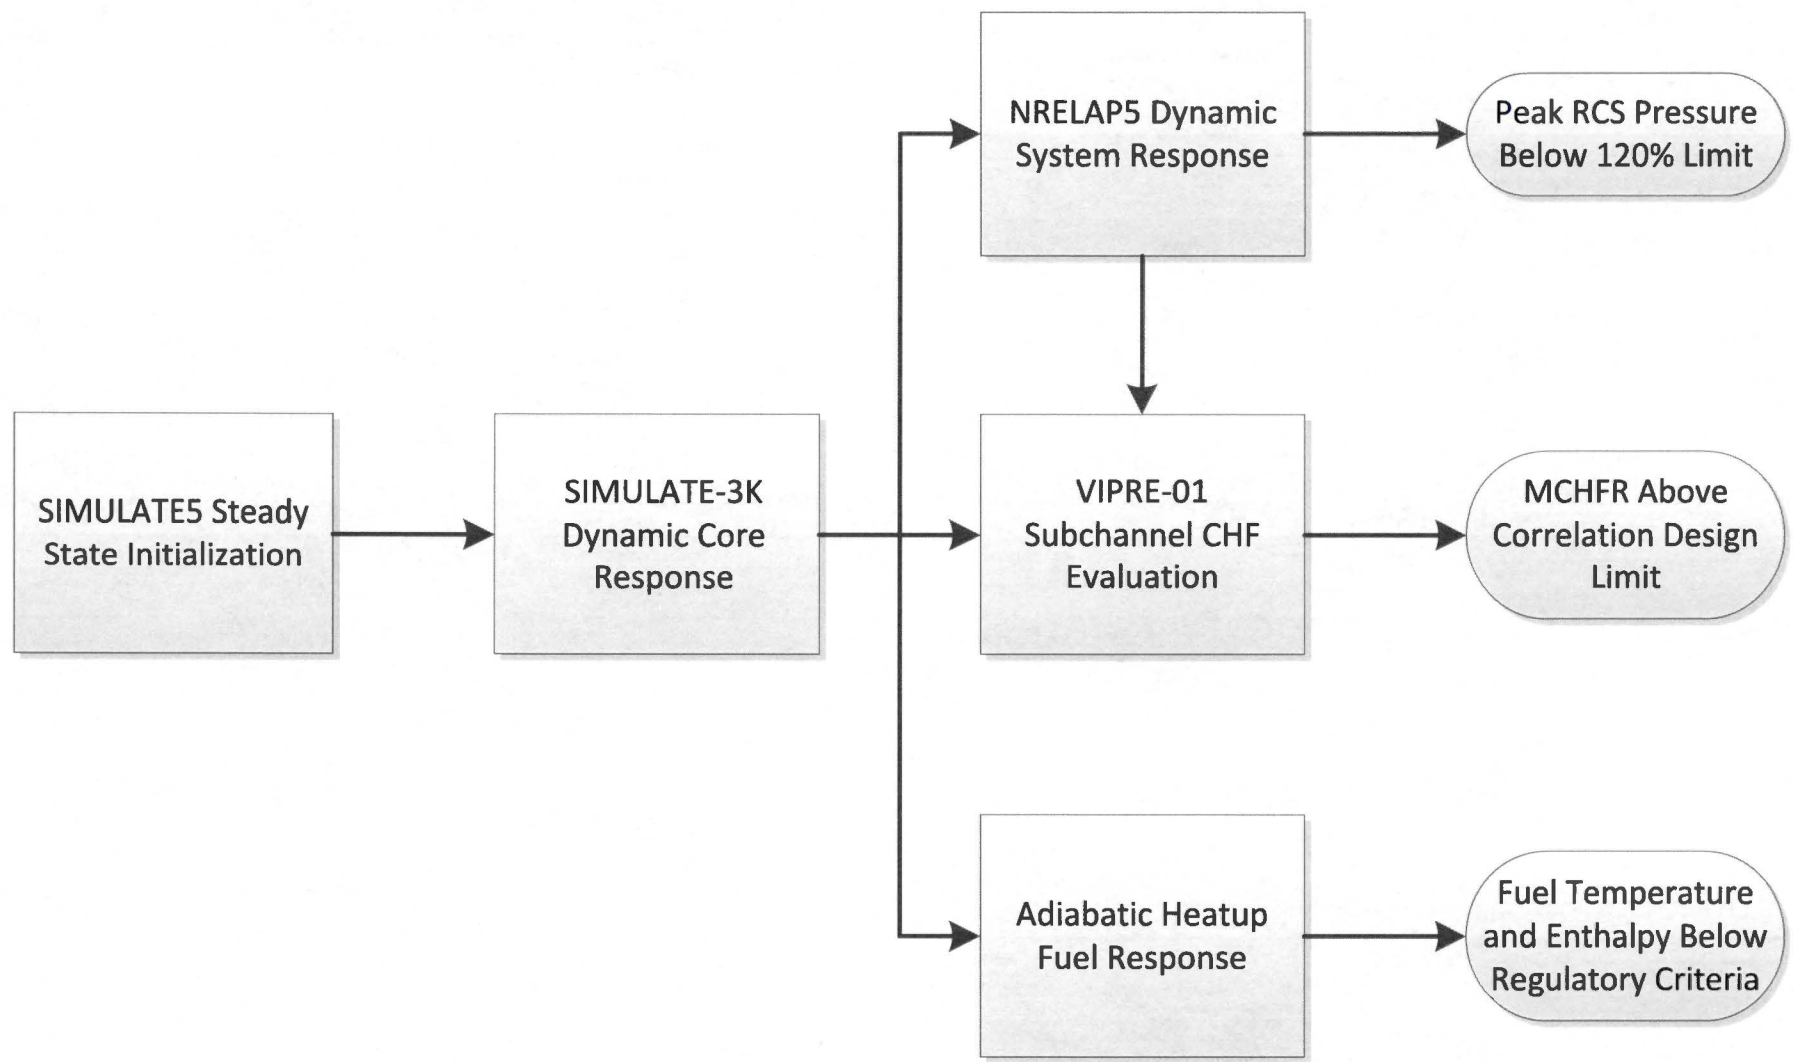 NRELAP5 Dynamic
System Response
Peak RCS Pressure
Below 120% Limit
SIMULATE5 Steady
State Initialization
SIMULATE-3K
Dynamic Core
Response
VIPRE-01
Subchannel CHF
Evaluation
MCHFR Above
Correlation Design
Limit
Adiabatic Heatup
Fuel Response
Fuel Temperature
and Enthalpy Below
Regulatory Criteria